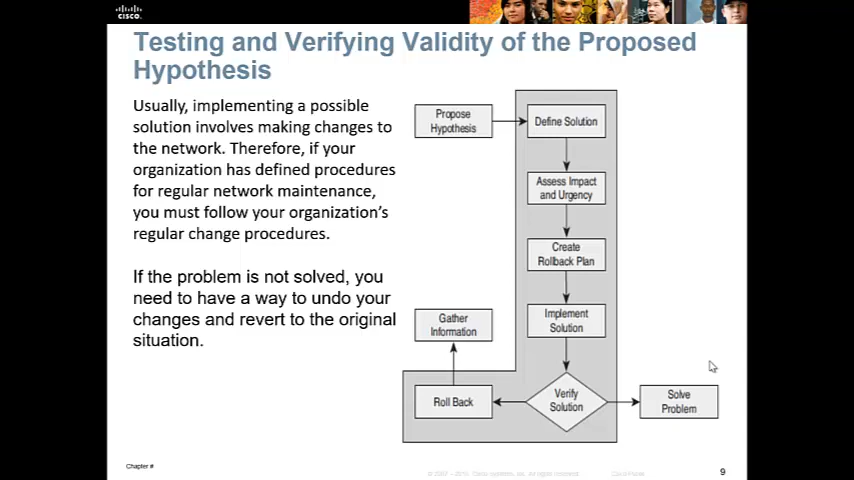 CISCO
Testing and Verifying Validity of the Proposed
Hypothesis
Usually, implementing a possible
solution involves making changes to
the network. Therefore, if your
organization has defined procedures
for regular network maintenance,
you must follow your organization's
regular change procedures.
If the problem is not solved, you
need to have a way to undo your
changes and revert to the original
situation.
Propose
Hypothesis
Define Solution
Assess Impact
and Urgency
Create
Rollback Plan
Implement
Solution
Gather
Information
Verify
Solution
Roll Back
Solve
Problem
Chapter #
9